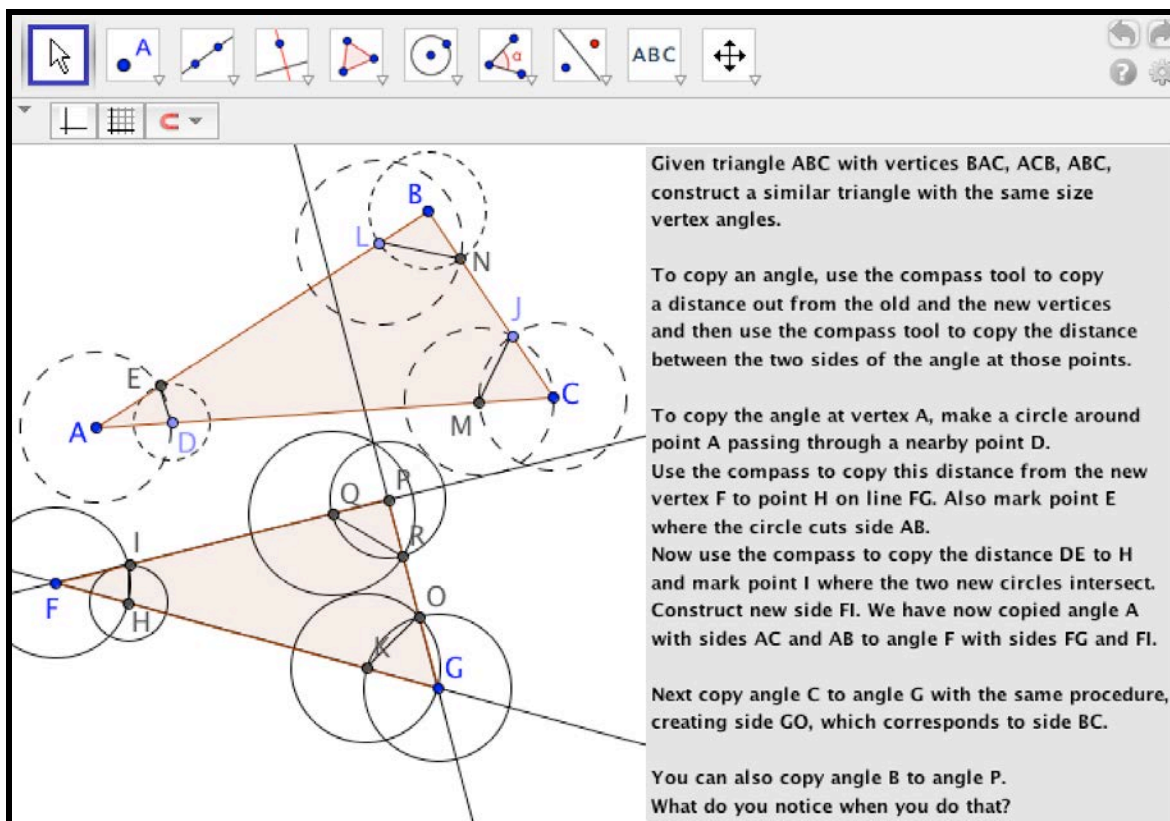 A
α
ABC
?
Given triangle ABC with vertices BAC, ACB, ABC,
construct a similar triangle with the same size
vertex angles.
To copy an angle, use the compass tool to copy
a distance out from the old and the new vertices
and then use the compass tool to copy the distance
between the two sides of the angle at those points.
To copy the angle at vertex A, make a circle around
point A passing through a nearby point D.
Use the compass to copy this distance from the new
vertex F to point H on line FG. Also mark point E
where the circle cuts side AB.
Now use the compass to copy the distance DE to H
and mark point I where the two new circles intersect.
Construct new side FI. We have now copied angle A
with sides AC and AB to angle F with sides FG and FI.
Next copy angle C to angle G with the same procedure,
creating side GO, which corresponds to side BC.
You can also copy angle B to angle P.
What do you notice when you do that?
B
L
N
J
E
C
A
D
M
P
Q
R
I
F
H
O
K
G